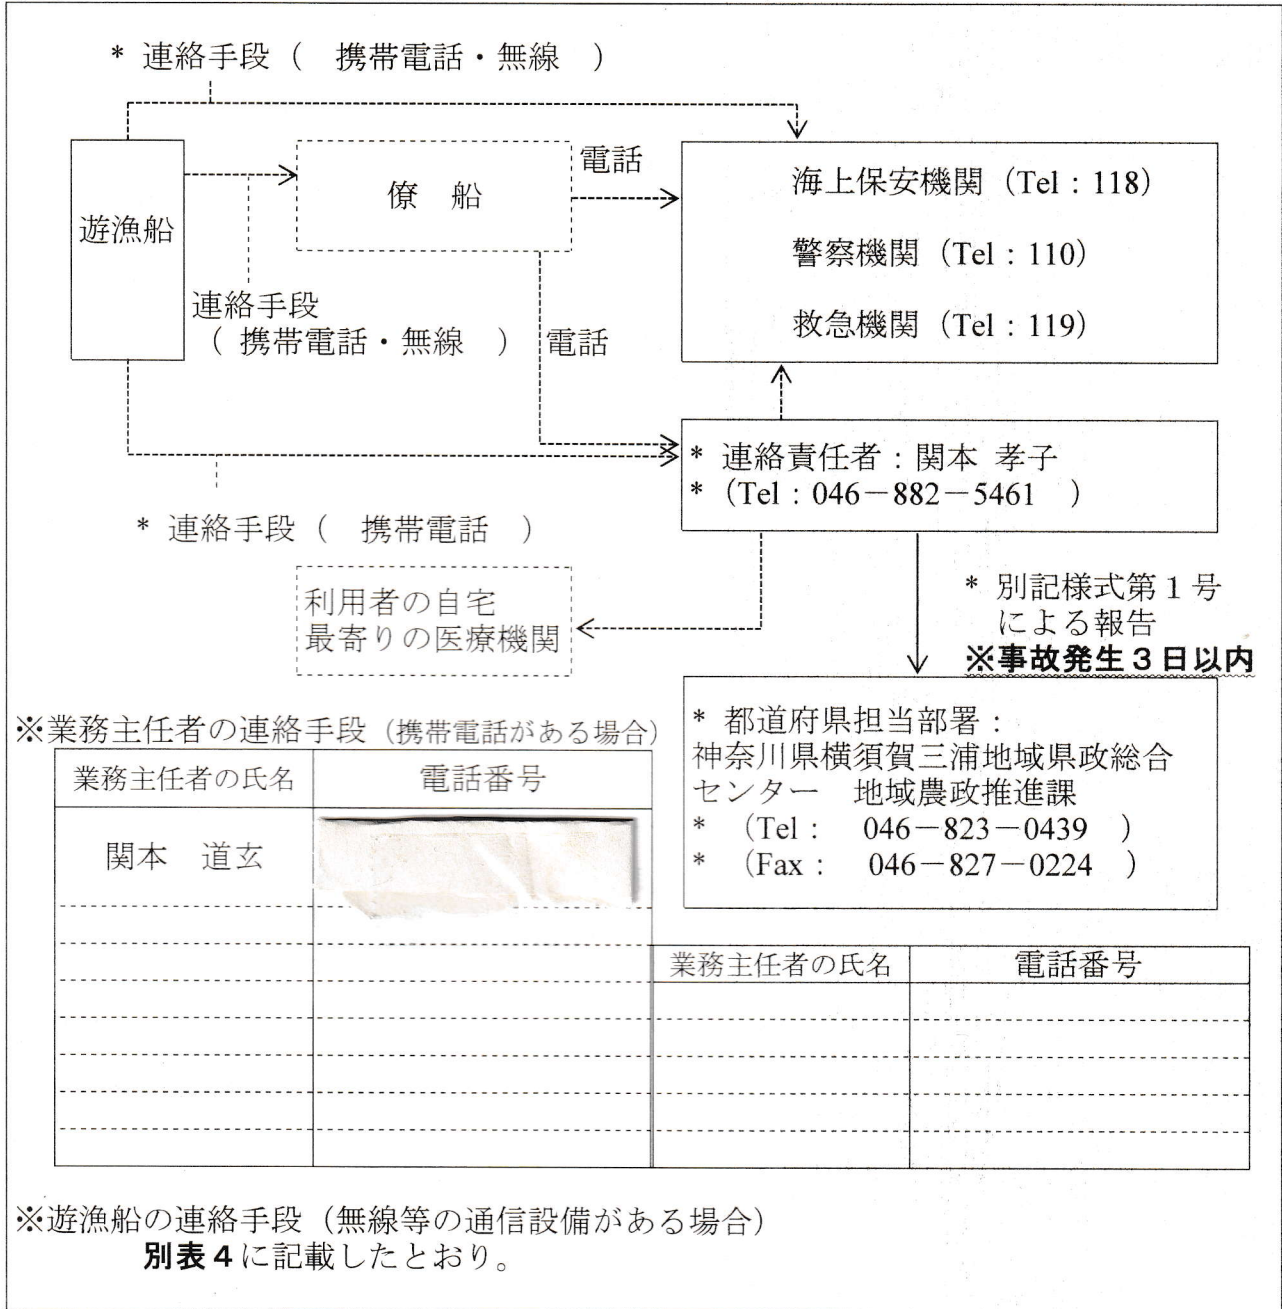 * 連絡手段（　携帯電話・無線　）
遊漁船
僚　船
電話
海上保安機関（Tel：118）
警察機関（Tel：110）
救急機関（Tel：119）
連絡手段
（ 携帯電話・無線　）
電話
* 連絡責任者：関本 孝子
*（Tel：046－882－5461　）
* 連絡手段（　携帯電話　）
利用者の自宅
最寄りの医療機関
* 別記様式第１号
による報告
※事故発生３日以内
* 都道府県担当部署：
神奈川県横須賀三浦地域県政総合
センター　地域農政推進課
* （Tel：　046－823－0439　）
* （Fax：　046－827－0224　）
※業務主任者の連絡手段（携帯電話がある場合）
業務主任者の氏名　電話番号
関本　道玄
業務主任者の氏名　電話番号
※遊漁船の連絡手段（無線等の通信設備がある場合）
別表４に記載したとおり。